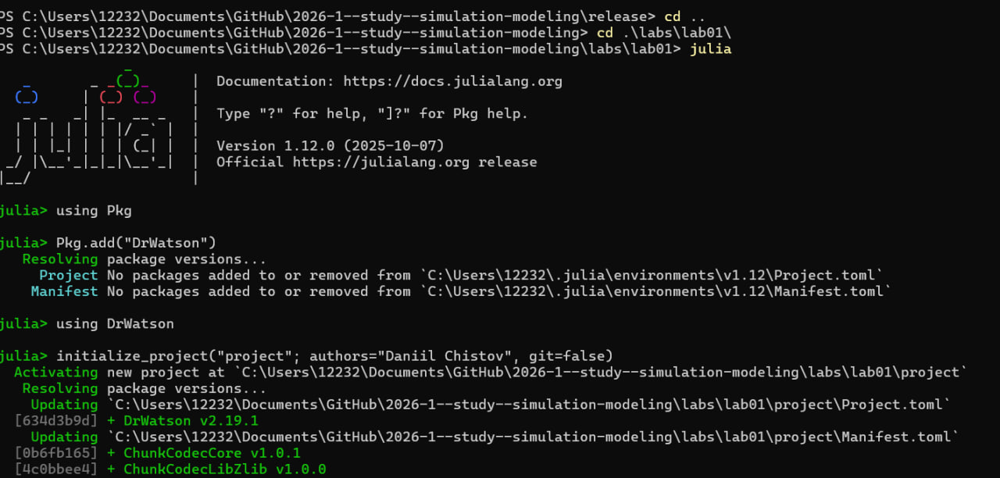 PS C:\Users\12232\Documents\GitHub\2026-1--study--simulation-modeling\release> cd ..
PS C:\Users\12232\Documents\GitHub\2026-1--study--simulation-modeling> cd .\labs\lab01\
PS C:\Users\12232\Documents\GitHub\2026-1--study--simulation-modeling\labs\lab01> julia
               _
   _       _ _(_)_     |  Documentation: https://docs.julialang.org
  (_)     | (_) (_)    |
   _ _   _| |_  __ _   |  Type "?" for help, "]?" for Pkg help.
  | | | | | | |/ _` |  |
  | | |_| | | | (_| |  |  Version 1.12.0 (2025-10-07)
 _/ |\__'_|_|_|\__'_|  |  Official https://julialang.org release
|__/                   |
julia> using Pkg
julia> Pkg.add("DrWatson")
   Resolving package versions...
     Project No packages added to or removed from `C:\Users\12232\.julia\environments\v1.12\Project.toml`
    Manifest No packages added to or removed from `C:\Users\12232\.julia\environments\v1.12\Manifest.toml`
julia> using DrWatson
julia> initialize_project("project"; authors="Daniil Chistov", git=false)
  Activating new project at `C:\Users\12232\Documents\GitHub\2026-1--study--simulation-modeling\labs\lab01\project`
   Resolving package versions...
    Updating `C:\Users\12232\Documents\GitHub\2026-1--study--simulation-modeling\labs\lab01\project\Project.toml`
  [634d3b9d] + DrWatson v2.19.1
    Updating `C:\Users\12232\Documents\GitHub\2026-1--study--simulation-modeling\labs\lab01\project\Manifest.toml`
  [0b6fb165] + ChunkCodecCore v1.0.1
  [4c0bbee4] + ChunkCodecLibZlib v1.0.0